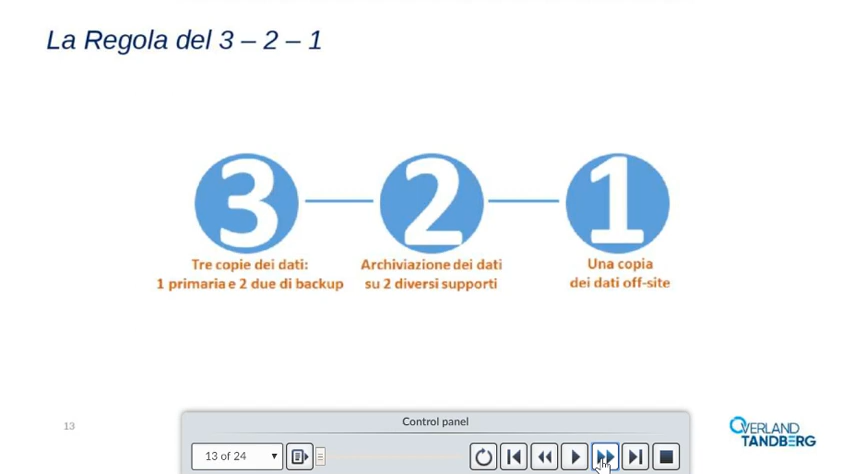 La Regola del 3 – 2 – 1
3
2
1
Tre copie dei dati:
1 primaria e 2 due di backup
Archiviazione dei dati
su 2 diversi supporti
Una copia
dei dati off-site
13
OVERLAND
TANDBERG
Control panel
13 of 24